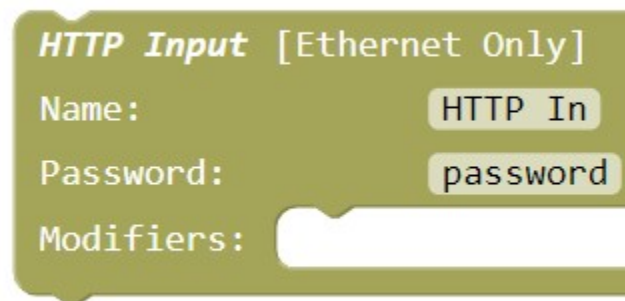 HTTP Input [Ethernet Only]
Name: HTTP In
Password: password
Modifiers: